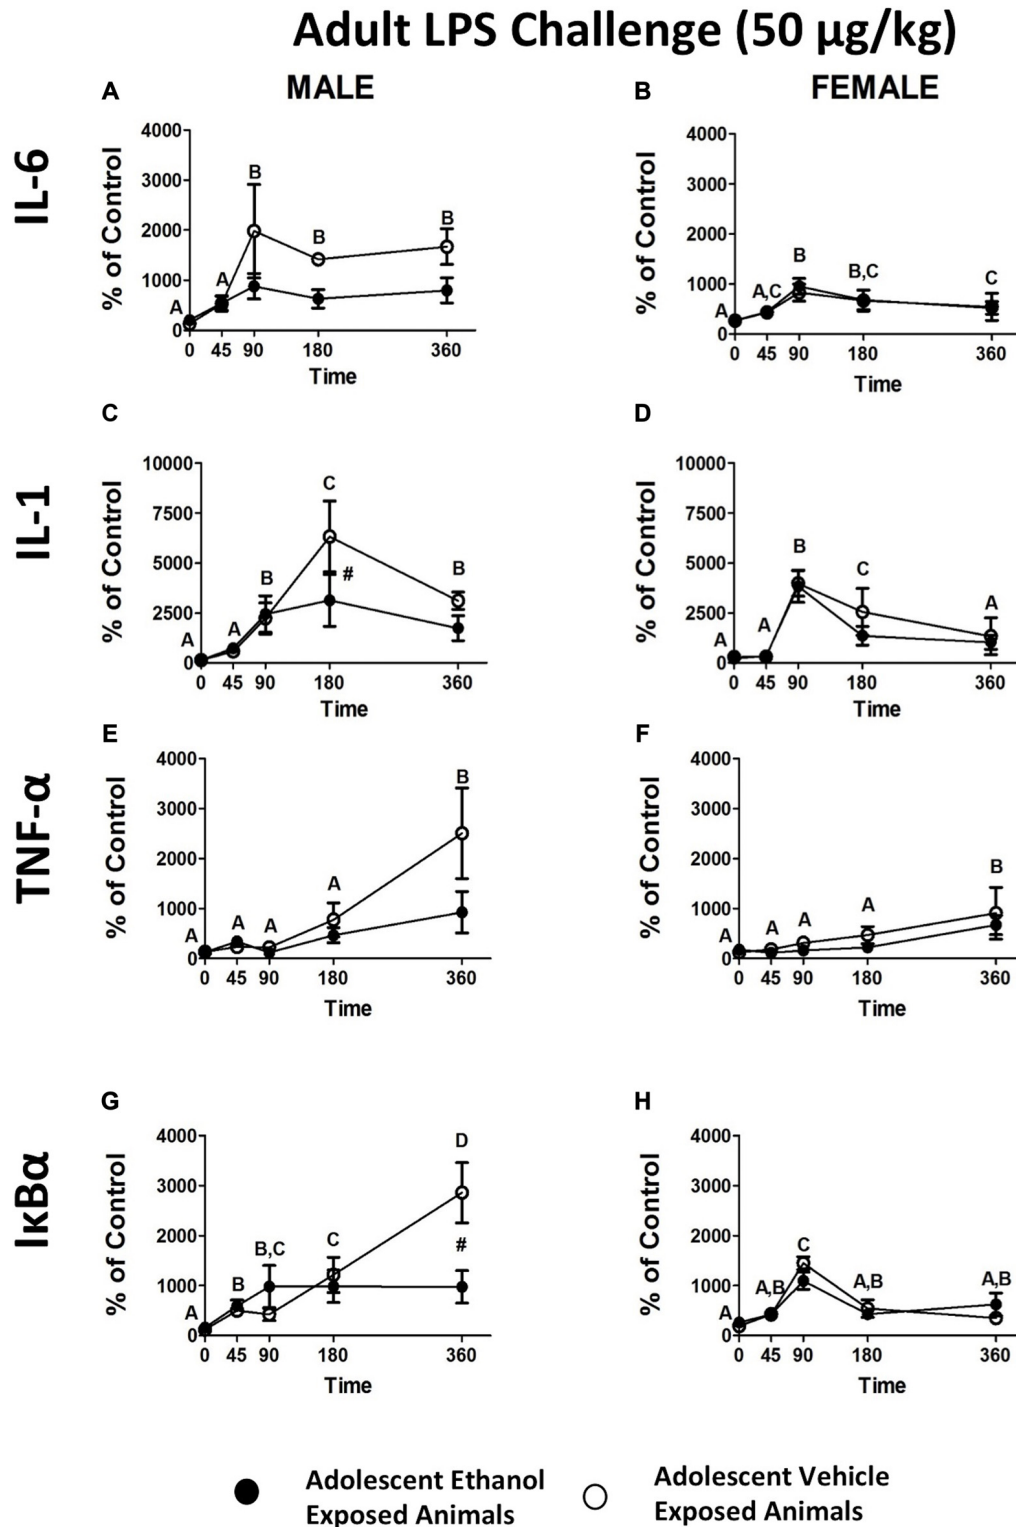 Adult LPS Challenge (50 µg/kg)
MALE
FEMALE
IL-6
A
% of Control
4000
3000
2000
1000
0
A
A
B
B
B
0 45 90 180 360
Time
B
% of Control
4000
3000
2000
1000
0
A
A,C
B
B,C
C
0 45 90 180 360
Time
IL-1
C
% of Control
10000
7500
5000
2500
0
A
A
B
C
#
B
0 45 90 180 360
Time
D
% of Control
10000
7500
5000
2500
0
A
A
B
C
A
0 45 90 180 360
Time
TNF-α
E
% of Control
4000
3000
2000
1000
0
A
A
A
A
B
0 45 90 180 360
Time
F
% of Control
4000
3000
2000
1000
0
A
A
A
A
B
0 45 90 180 360
Time
IκBα
G
% of Control
4000
3000
2000
1000
0
A
B
B,C
C
D
#
0 45 90 180 360
Time
H
% of Control
4000
3000
2000
1000
0
A
A,B
C
A,B
A,B
0 45 90 180 360
Time
Adolescent Ethanol
Exposed Animals
Adolescent Vehicle
Exposed Animals